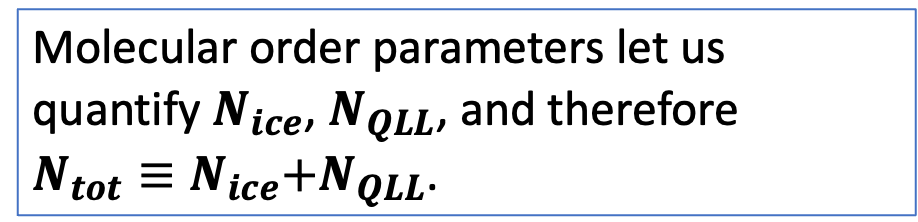 Molecular order parameters let us
quantify N_ice, N_QLL, and therefore
N_tot ≡ N_ice+N_QLL.